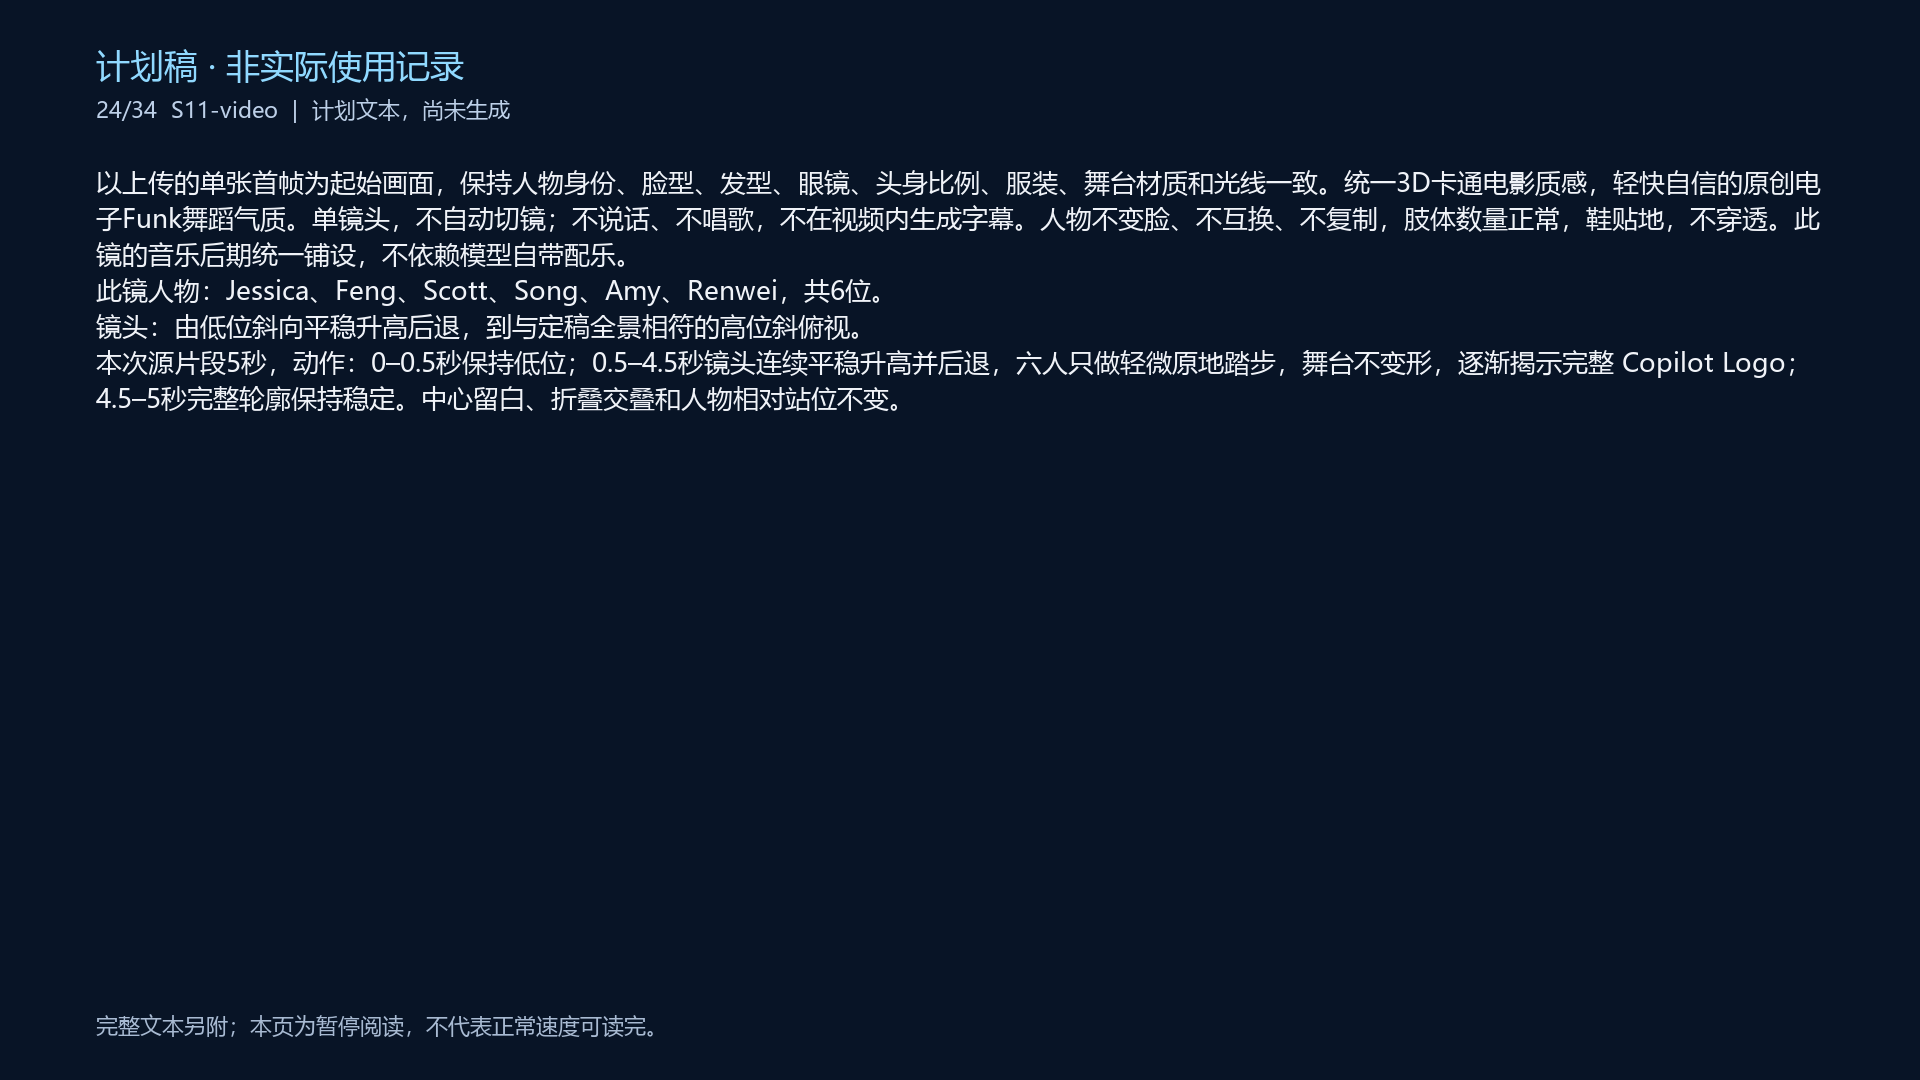 计划稿 · 非实际使用记录
24/34  S11-video  |  计划文本，尚未生成
以上传的单张首帧为起始画面，保持人物身份、脸型、发型、眼镜、头身比例、服装、舞台材质和光线一致。统一3D卡通电影质感，轻快自信的原创电
子Funk舞蹈气质。单镜头，不自动切镜；不说话、不唱歌，不在视频内生成字幕。人物不变脸、不互换、不复制，肢体数量正常，鞋贴地，不穿透。此
镜的音乐后期统一铺设，不依赖模型自带配乐。
此镜人物：Jessica、Feng、Scott、Song、Amy、Renwei，共6位。
镜头：由低位斜向平稳升高后退，到与定稿全景相符的高位斜俯视。
本次源片段5秒，动作：0–0.5秒保持低位；0.5–4.5秒镜头连续平稳升高并后退，六人只做轻微原地踏步，舞台不变形，逐渐揭示完整 Copilot Logo；
4.5–5秒完整轮廓保持稳定。中心留白、折叠交叠和人物相对站位不变。
完整文本另附；本页为暂停阅读，不代表正常速度可读完。